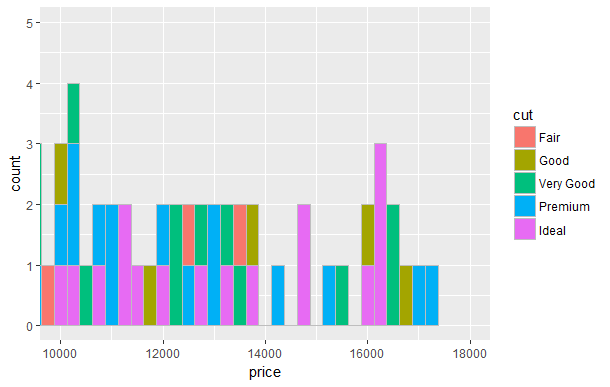 5
4
3
2
1
0
count
10000 12000 14000 16000 18000
price
cut
Fair
Good
Very Good
Premium
Ideal